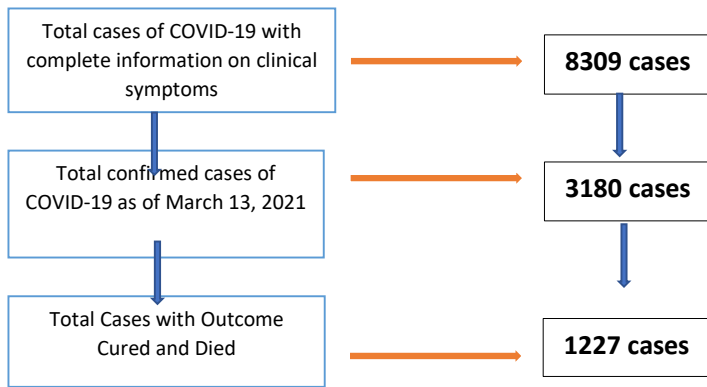 Total cases of COVID-19 with
complete information on clinical
symptoms
8309 cases
Total confirmed cases of
COVID-19 as of March 13, 2021
3180 cases
Total Cases with Outcome
Cured and Died
1227 cases